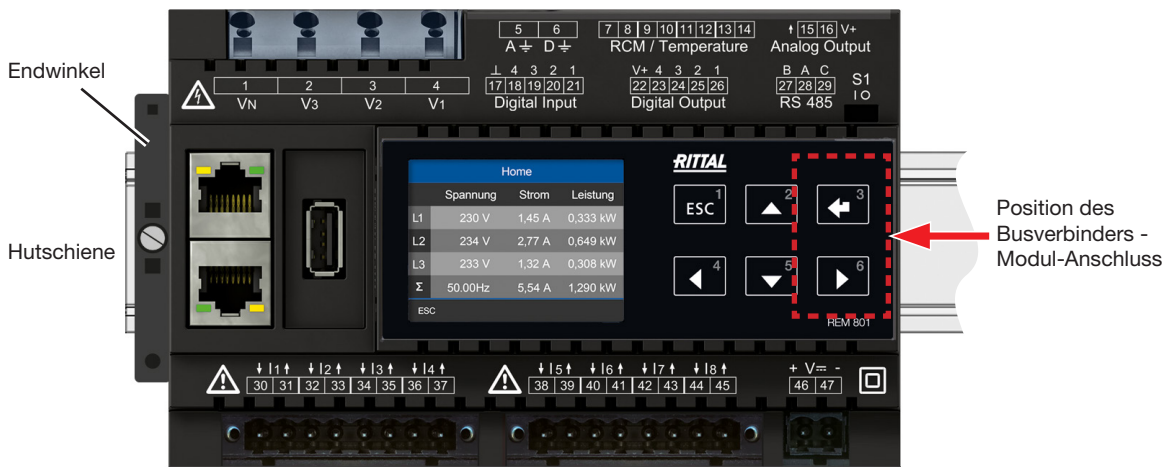 5 6
A ⏚ D ⏚
7 8 9 10 11 12 13 14
RCM / Temperature
↑ 15 16 V+
Analog Output
⊥ 4 3 2 1
17 18 19 20 21
Digital Input
V+ 4 3 2 1
22 23 24 25 26
Digital Output
B A C
27 28 29
RS 485
S1
I O
1 2 3 4
VN V3 V2 V1
Endwinkel
Hutschiene
Home
Spannung Strom Leistung
L1 230 V 1,45 A 0,333 kW
L2 234 V 2,77 A 0,649 kW
L3 233 V 1,32 A 0,308 kW
Σ 50.00Hz 5,54 A 1,290 kW
ESC
RITTAL
ESC 1
2
3
4
5
6
REM 801
Position des
Busverbinders -
Modul-Anschluss
↓ I1 ↑ ↓ I2 ↑ ↓ I3 ↑ ↓ I4 ↑
30 31 32 33 34 35 36 37
↓ I5 ↑ ↓ I6 ↑ ↓ I7 ↑ ↓ I8 ↑
38 39 40 41 42 43 44 45
+ V⎓ -
46 47